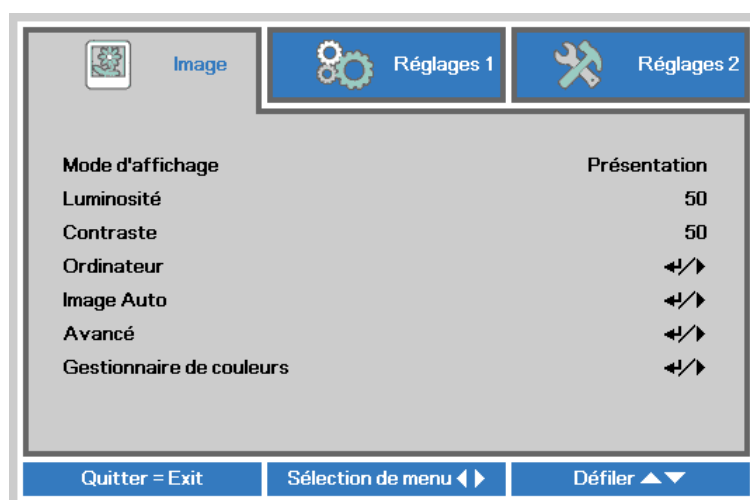 Image
Réglages 1
Réglages 2
Mode d'affichage Présentation
Luminosité 50
Contraste 50
Ordinateur
Image Auto
Avancé
Gestionnaire de couleurs
Quitter = Exit
Sélection de menu
Défiler